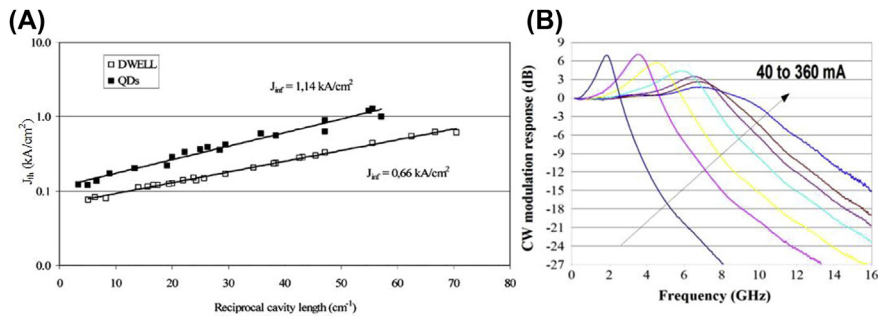 (A)
10.0
1.0
0.1
0.0
J_th (kA/cm²)
DWELL
QDs
J_inf = 1,14 kA/cm²
J_inf = 0,66 kA/cm²
0 10 20 30 40 50 60 70 80
Reciprocal cavity length (cm⁻¹)
(B)
9
6
3
0
-3
-6
-9
-12
-15
-18
-21
-24
-27
CW modulation response (dB)
40 to 360 mA
0 2 4 6 8 10 12 14 16
Frequency (GHz)